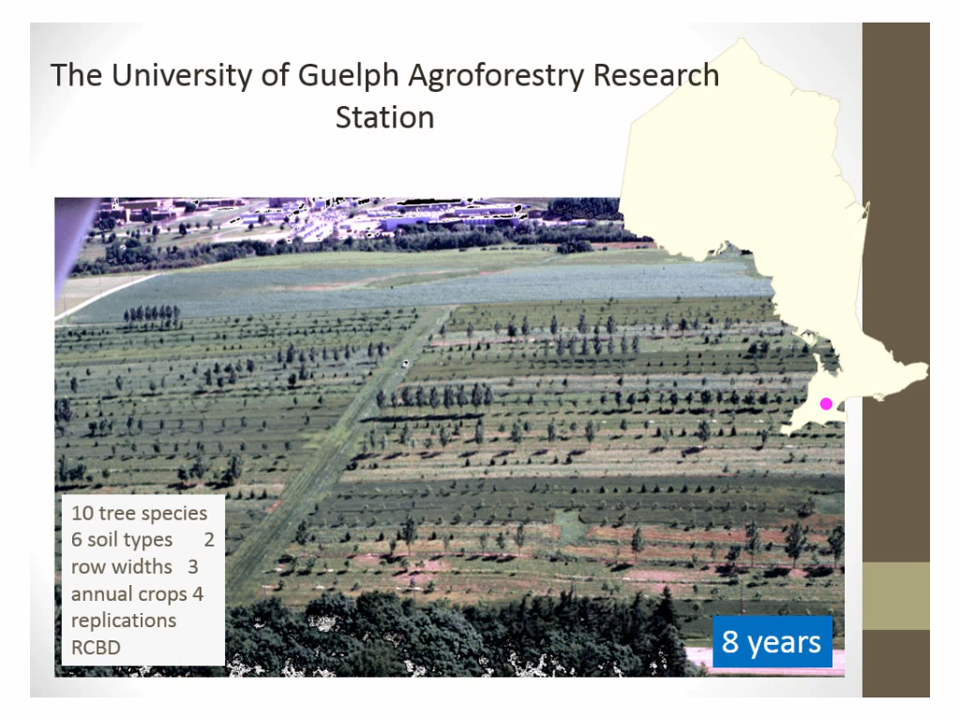 The University of Guelph Agroforestry Research
Station
10 tree species
6 soil types 2
row widths 3
annual crops 4
replications
RCBD
8 years